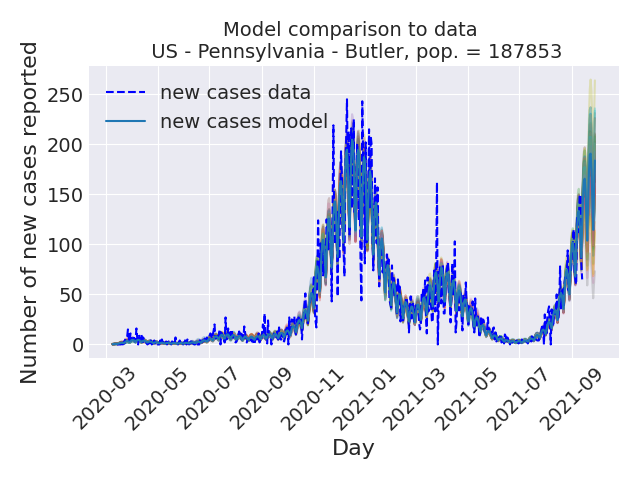 Model comparison to data
US - Pennsylvania - Butler, pop. = 187853
Number of new cases reported
250
200
150
100
50
0
new cases data
new cases model
2020-03
2020-05
2020-07
2020-09
2020-11
2021-01
2021-03
2021-05
2021-07
2021-09
Day